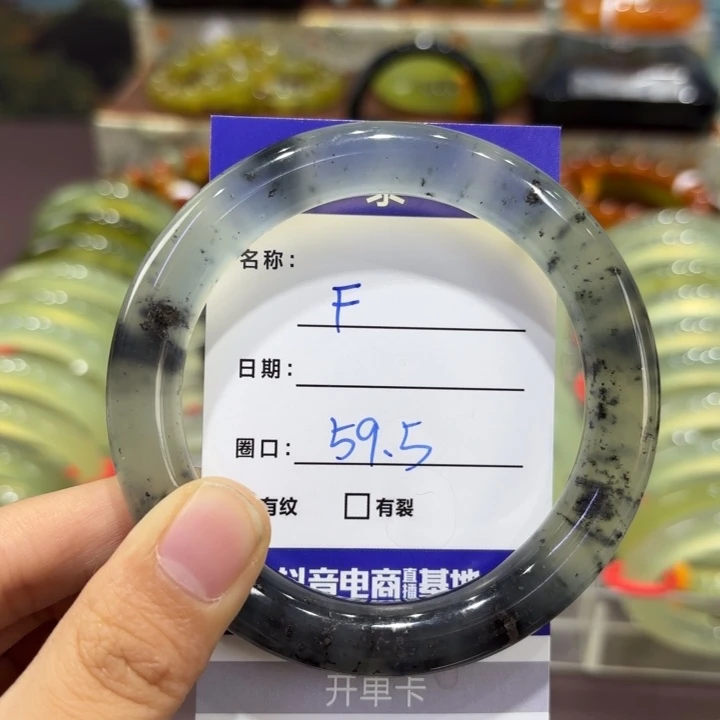 名称： F
日期：
圈口： 59.5
有纹 □有裂
抖音电商直播基地
开单卡